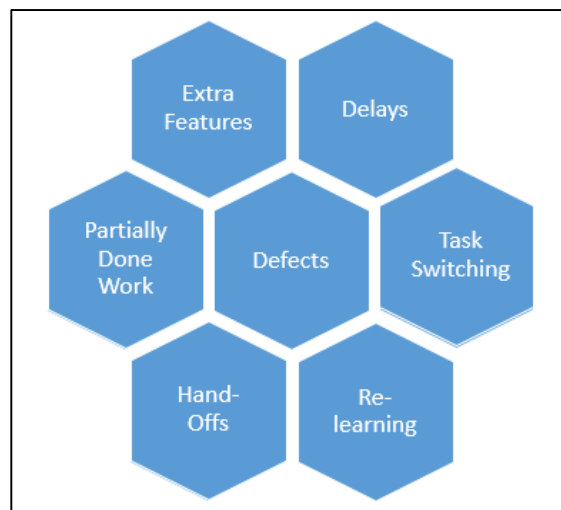 Extra
Features
Delays
Partially
Done
Work
Defects
Task
Switching
Hand-
Offs
Re-
learning